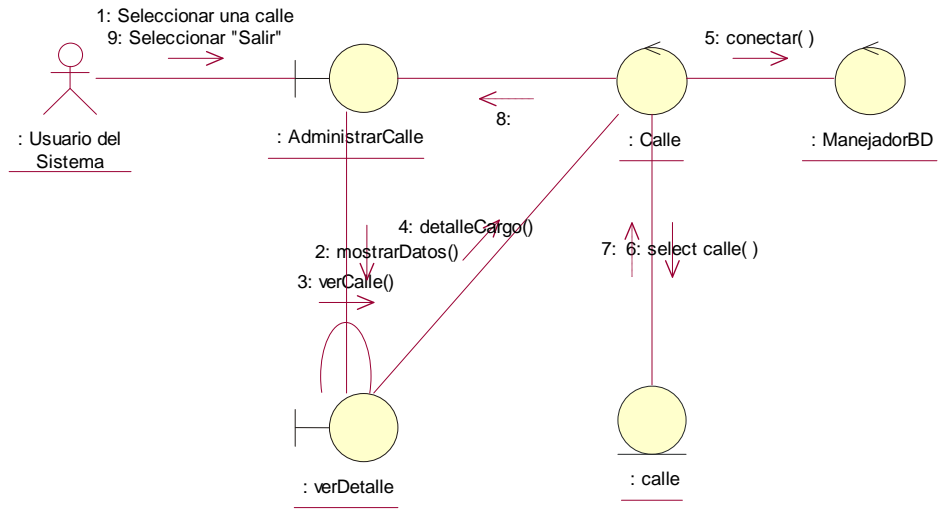 1: Seleccionar una calle
9: Seleccionar "Salir"
5: conectar( )
8:
: Usuario del
Sistema
: AdministrarCalle
: Calle
: ManejadorBD
4: detalleCargo()
2: mostrarDatos()
7:
6: select calle( )
3: verCalle()
: verDetalle
: calle